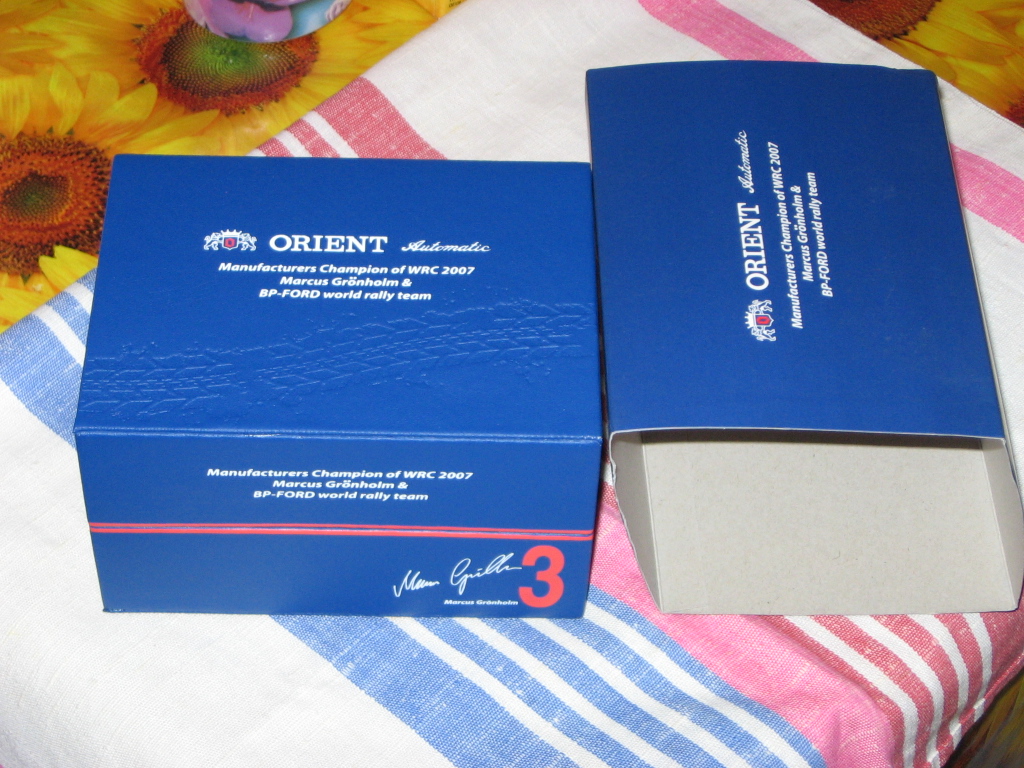 ORIENT Automatic
Manufacturers Champion of WRC 2007
Marcus Grönholm &
BP-FORD world rally team
Manufacturers Champion of WRC 2007
Marcus Grönholm &
BP-FORD world rally team
3
Marcus Grönholm
ORIENT Automatic
Manufacturers Champion of WRC 2007
Marcus Grönholm &
BP-FORD world rally team